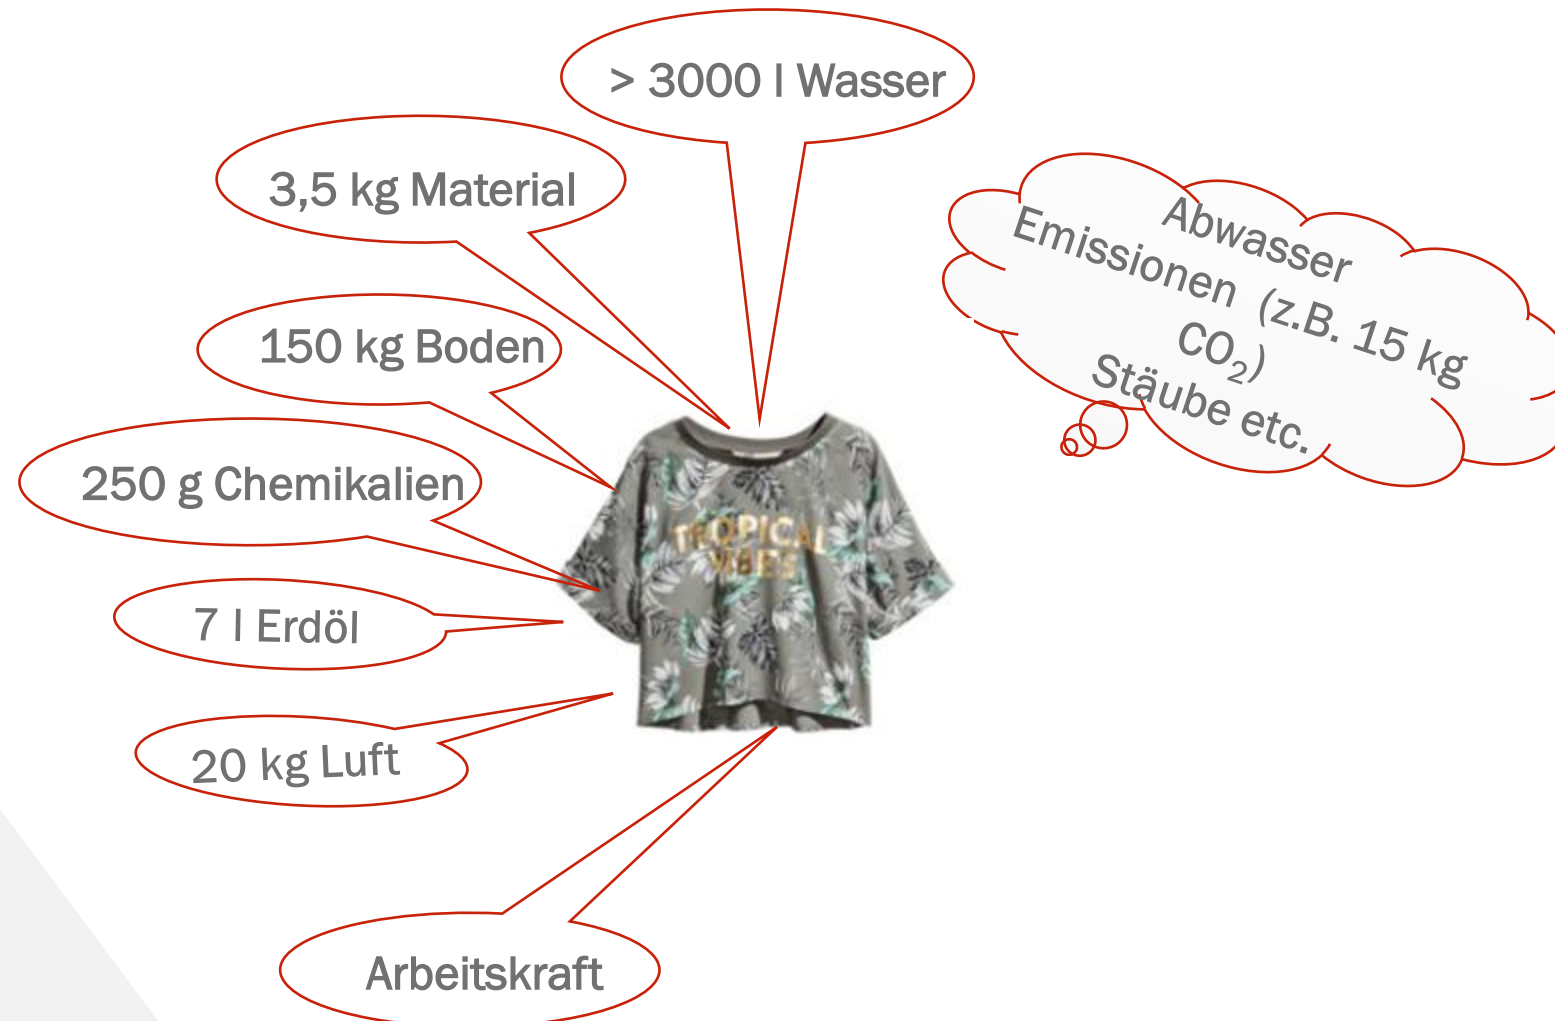 > 3000 l Wasser
3,5 kg Material
150 kg Boden
250 g Chemikalien
7 l Erdöl
20 kg Luft
Arbeitskraft
Abwasser
Emissionen (z.B. 15 kg
CO₂)
Stäube etc.
TROPICAL
VIBES